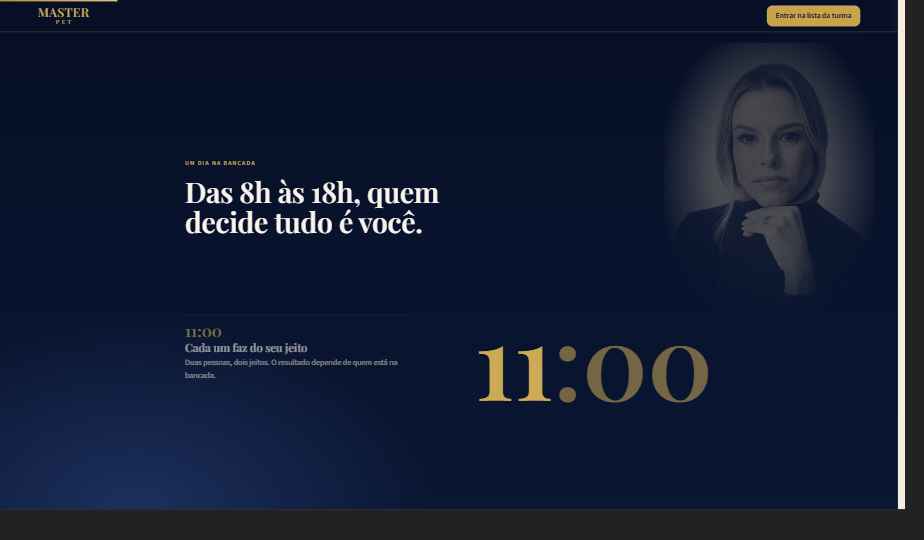 MASTER
PET
Entrar na lista da turma
UM DIA NA BANCADA
Das 8h às 18h, quem
decide tudo é você.
11:00
Cada um faz do seu jeito
Duas pessoas, dois jeitos. O resultado depende de quem está na
bancada.
11:00